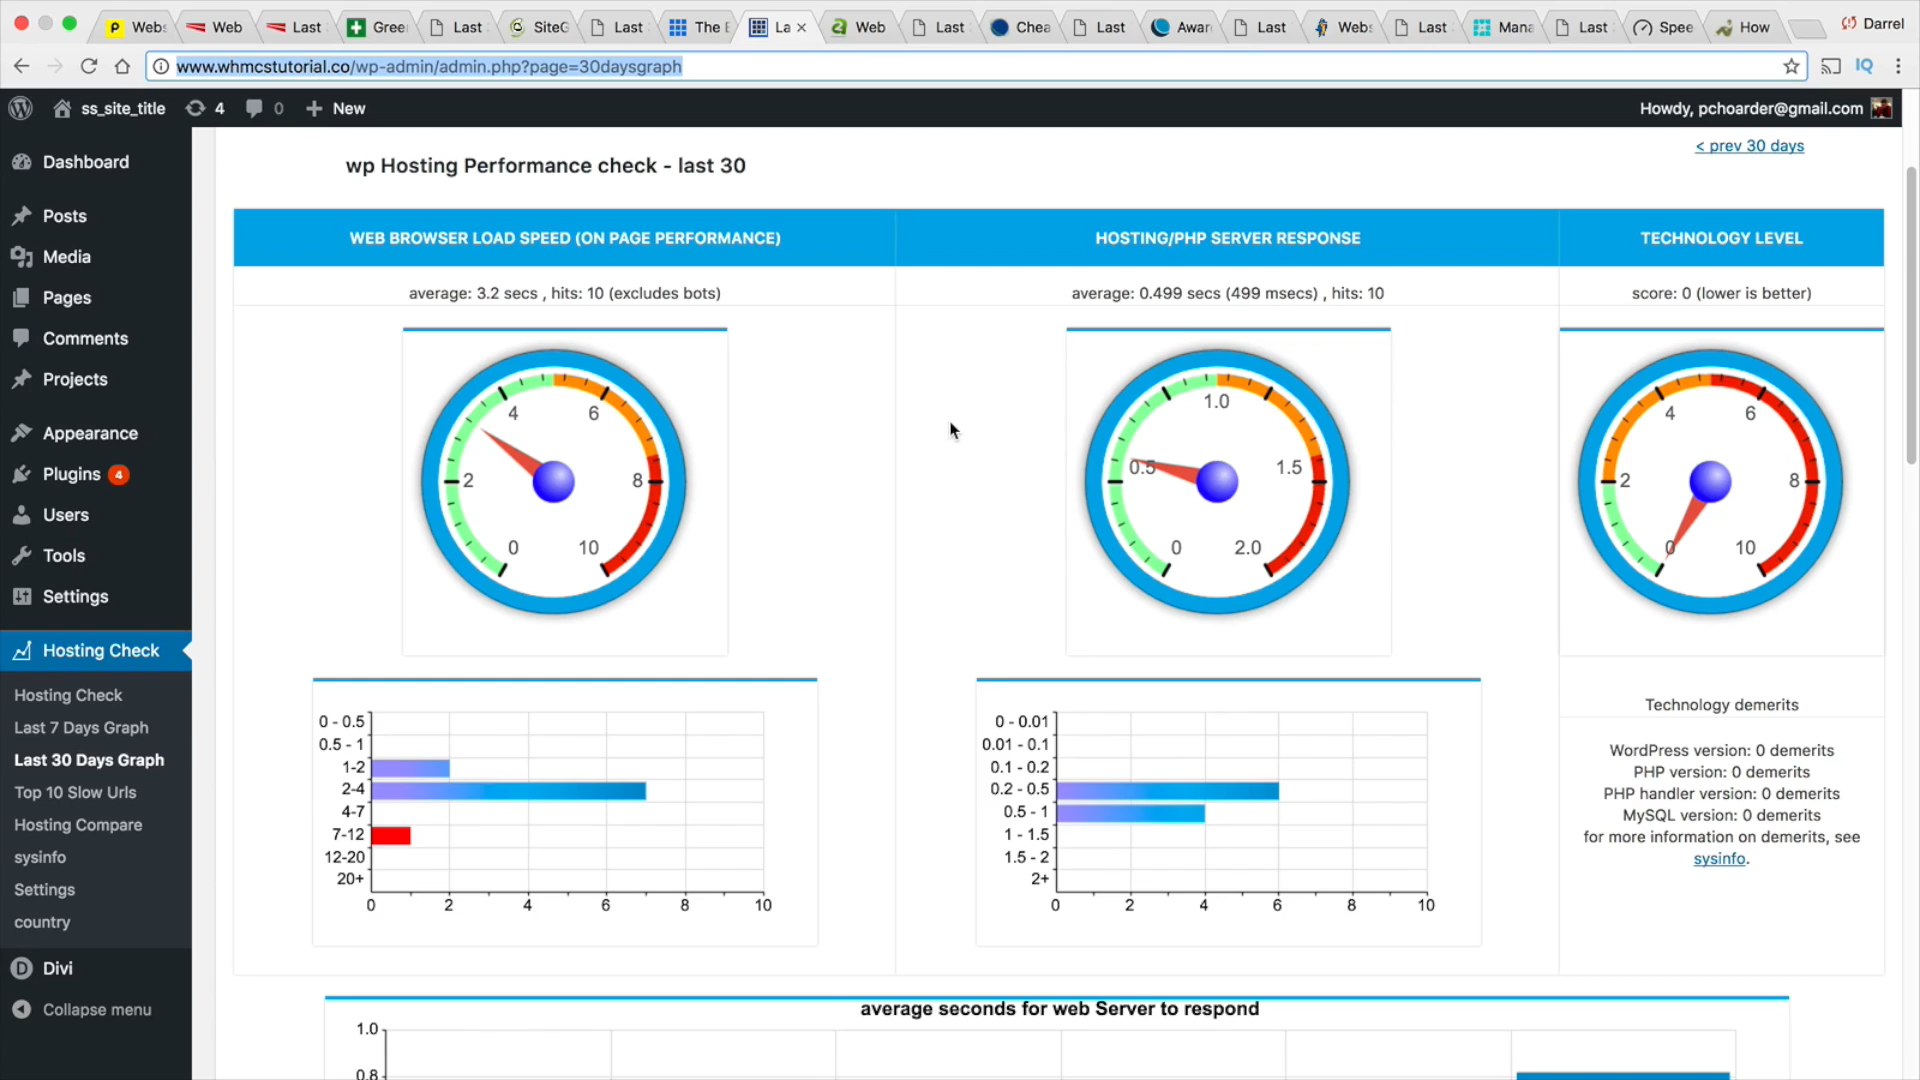 Webs
Web
Last
Gree
Last
SiteG
Last
The B
La
Web
Last
Chea
Last
Awar
Last
Webs
Last
Mana
Last
Spee
How
Darrel
www.whmcstutorial.co/wp-admin/admin.php?page=30daysgraph
IQ
ss_site_title
4
0
New
Howdy, pchoarder@gmail.com
Dashboard
Posts
Media
Pages
Comments
Projects
Appearance
Plugins 4
Users
Tools
Settings
Hosting Check
Hosting Check
Last 7 Days Graph
Last 30 Days Graph
Top 10 Slow Urls
Hosting Compare
sysinfo
Settings
country
Divi
Collapse menu
< prev 30 days
wp Hosting Performance check - last 30
WEB BROWSER LOAD SPEED (ON PAGE PERFORMANCE)
HOSTING/PHP SERVER RESPONSE
TECHNOLOGY LEVEL
average: 3.2 secs , hits: 10 (excludes bots)
average: 0.499 secs (499 msecs) , hits: 10
score: 0 (lower is better)
0 2 4 6 8 10
0 0.5 1.0 1.5 2.0
0 2 4 6 8 10
0 - 0.5
0.5 - 1
1-2
2-4
4-7
7-12
12-20
20+
0 2 4 6 8 10
0 - 0.01
0.01 - 0.1
0.1 - 0.2
0.2 - 0.5
0.5 - 1
1 - 1.5
1.5 - 2
2+
0 2 4 6 8 10
Technology demerits
WordPress version: 0 demerits
PHP version: 0 demerits
PHP handler version: 0 demerits
MySQL version: 0 demerits
for more information on demerits, see
sysinfo.
average seconds for web Server to respond
1.0
0.8